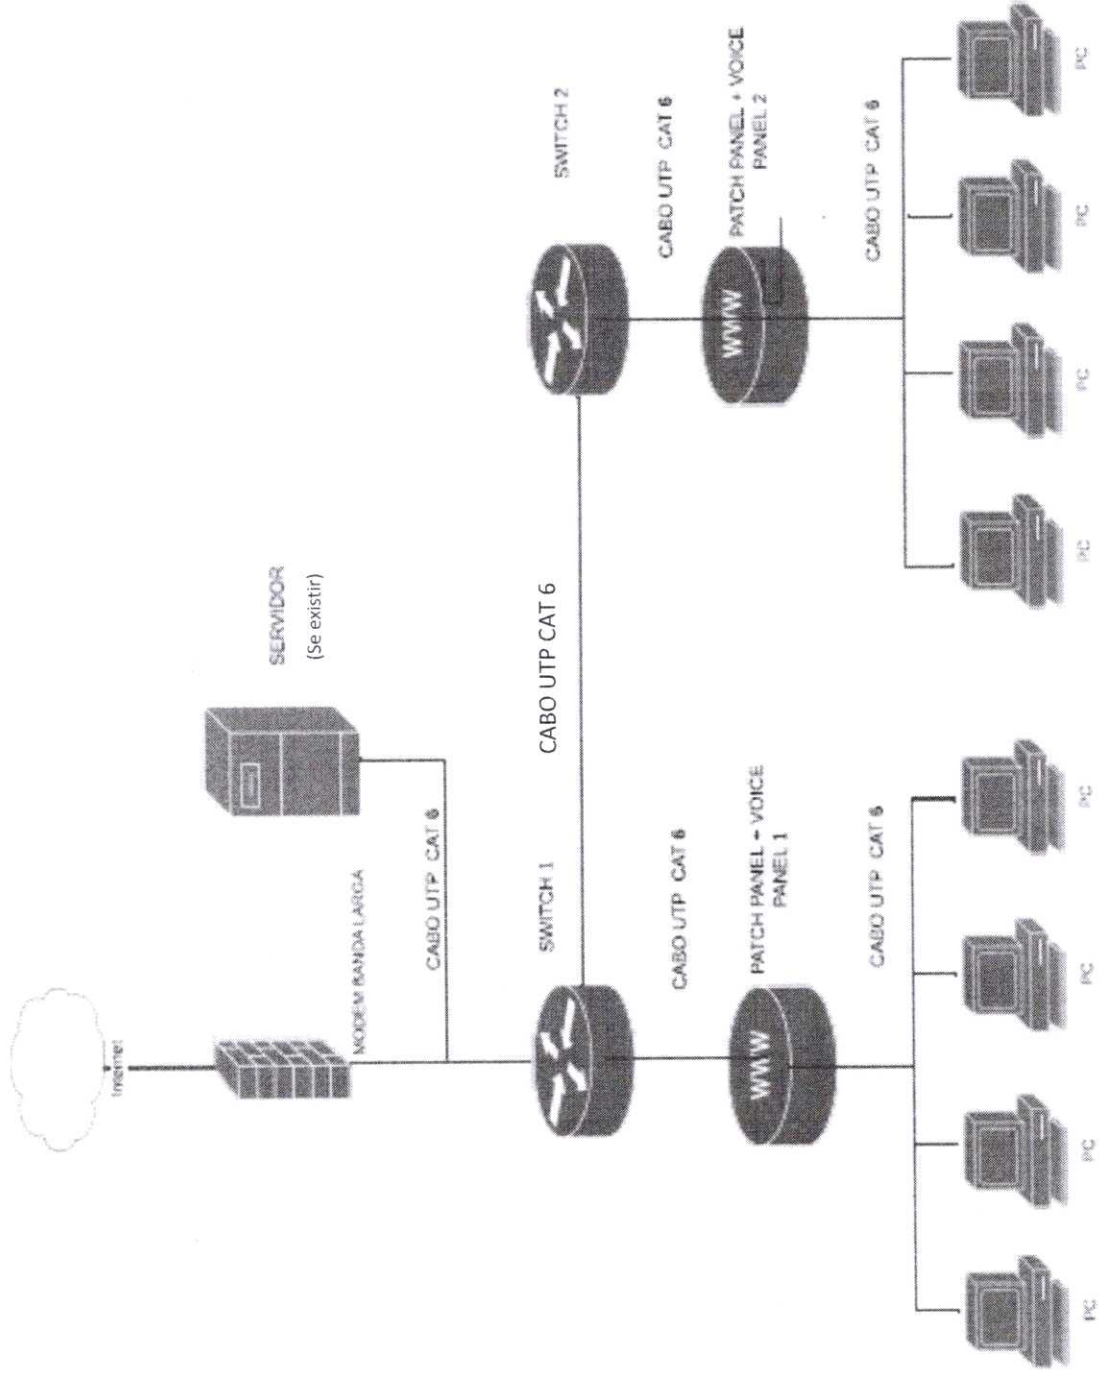 Internet
MODEM BANDA LARGA
SERVIDOR
(Se existir)
CABO UTP CAT 6
SWITCH 1
CABO UTP CAT 6
SWITCH 2
CABO UTP CAT 6
CABO UTP CAT 6
WWW
PATCH PANEL + VOICE
PANEL 1
WWW
PATCH PANEL + VOICE
PANEL 2
CABO UTP CAT 6
CABO UTP CAT 6
PC
PC
PC
PC
PC
PC
PC
PC